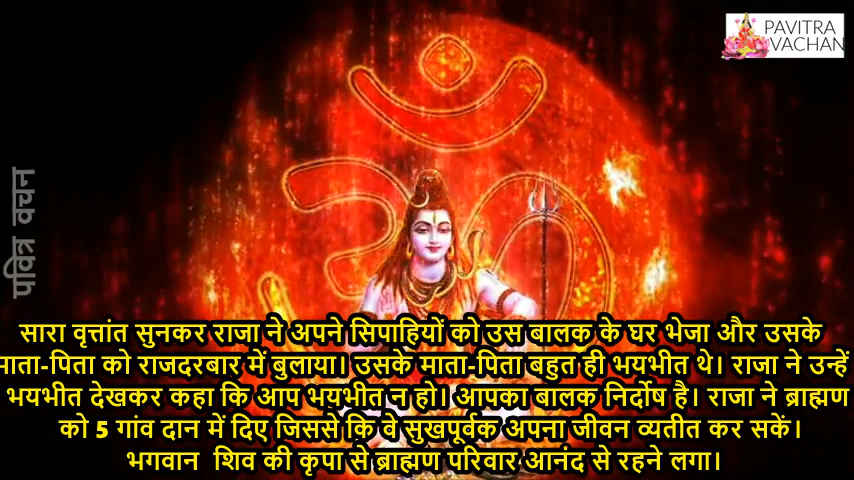 PAVITRA
VACHAN
पवित्र वचन
सारा वृत्तांत सुनकर राजा ने अपने सिपाहियों को उस बालक के घर भेजा और उसके
माता-पिता को राजदरबार में बुलाया। उसके माता-पिता बहुत ही भयभीत थे। राजा ने उन्हें
भयभीत देखकर कहा कि आप भयभीत न हो। आपका बालक निर्दोष है। राजा ने ब्राह्मण
को 5 गांव दान में दिए जिससे कि वे सुखपूर्वक अपना जीवन व्यतीत कर सकें।
भगवान शिव की कृपा से ब्राह्मण परिवार आनंद से रहने लगा।